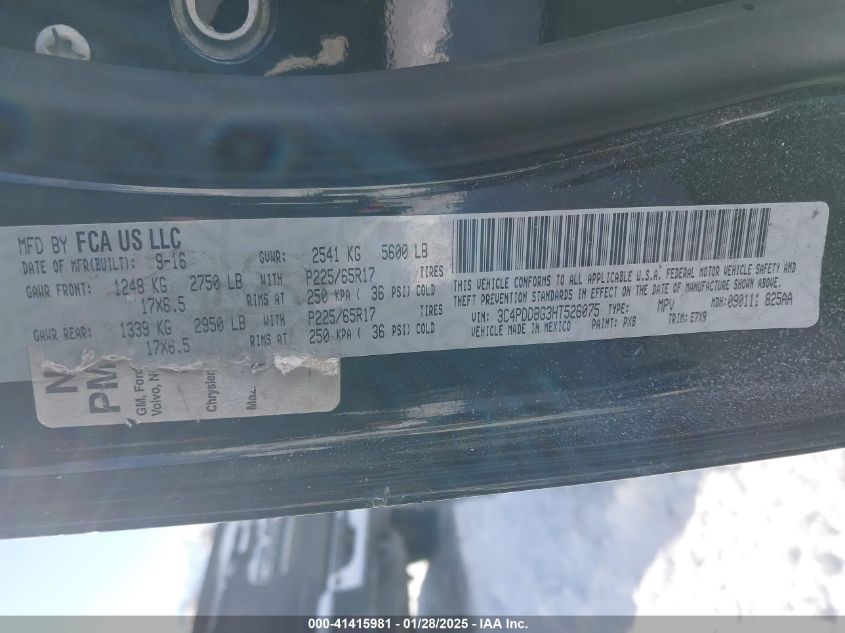 MFD BY FCA US LLC
DATE OF MFR(BUILT): 9-16 GVWR: 2541 KG 5600 LB
GAWR FRONT: 1248 KG 2750 LB WITH P225/65R17 TIRES
17X6.5 RIMS AT 250 KPA ( 36 PSI) COLD
GAWR REAR: 1339 KG 2950 LB WITH P225/65R17 TIRES
17X6.5 RIMS AT 250 KPA ( 36 PSI) COLD
THIS VEHICLE CONFORMS TO ALL APPLICABLE U.S.A. FEDERAL MOTOR VEHICLE SAFETY AND
THEFT PREVENTION STANDARDS IN EFFECT ON THE DATE OF MANUFACTURE SHOWN ABOVE.
VIN: 3C4PDDBG3HT526075 TYPE: MPV MDH: 090111 825AA
VEHICLE MADE IN MEXICO PAINT: PX8 TRIM: E7X9
N
PM
GM, Ford
Volvo, N
Chrysler
Maz
000-41415981 - 01/28/2025 - IAA Inc.